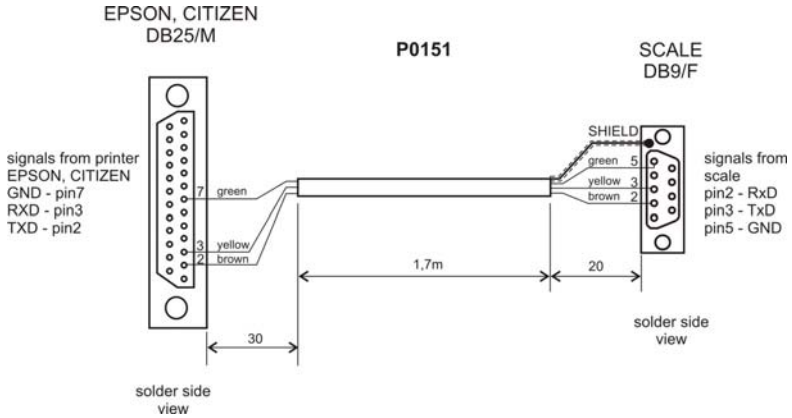 EPSON, CITIZEN
DB25/M
P0151
SCALE
DB9/F
signals from printer
EPSON, CITIZEN
GND - pin7
RXD - pin3
TXD - pin2
7 green
3 yellow
2 brown
SHIELD
green 5
yellow 3
brown 2
signals from
scale
pin2 - RxD
pin3 - TxD
pin5 - GND
1,7m
20
30
solder side
view
solder side
view